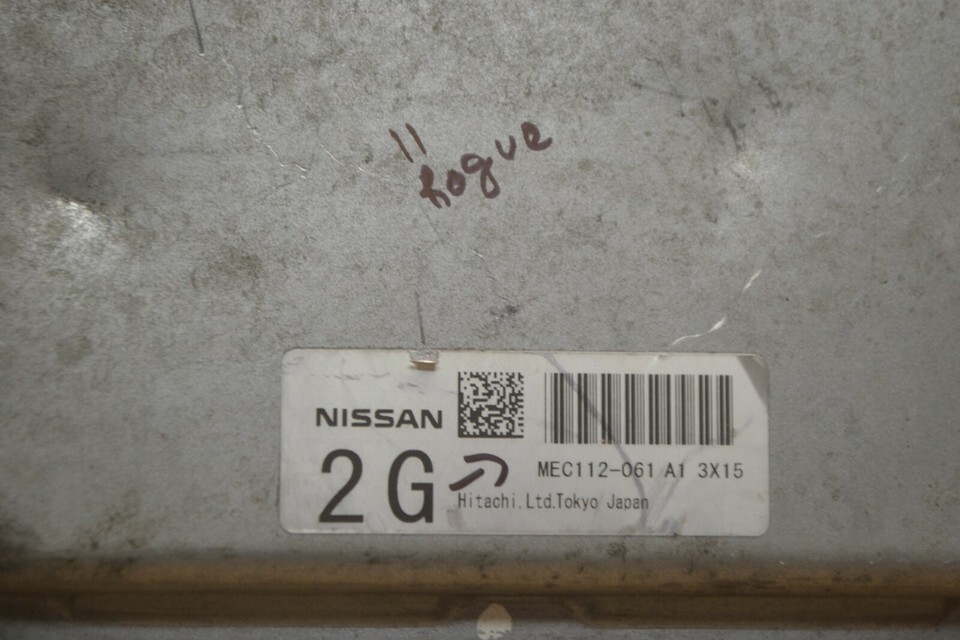 11
Rogue
NISSAN
2G
MEC112-061 A1 3X15
Hitachi,Ltd.Tokyo Japan